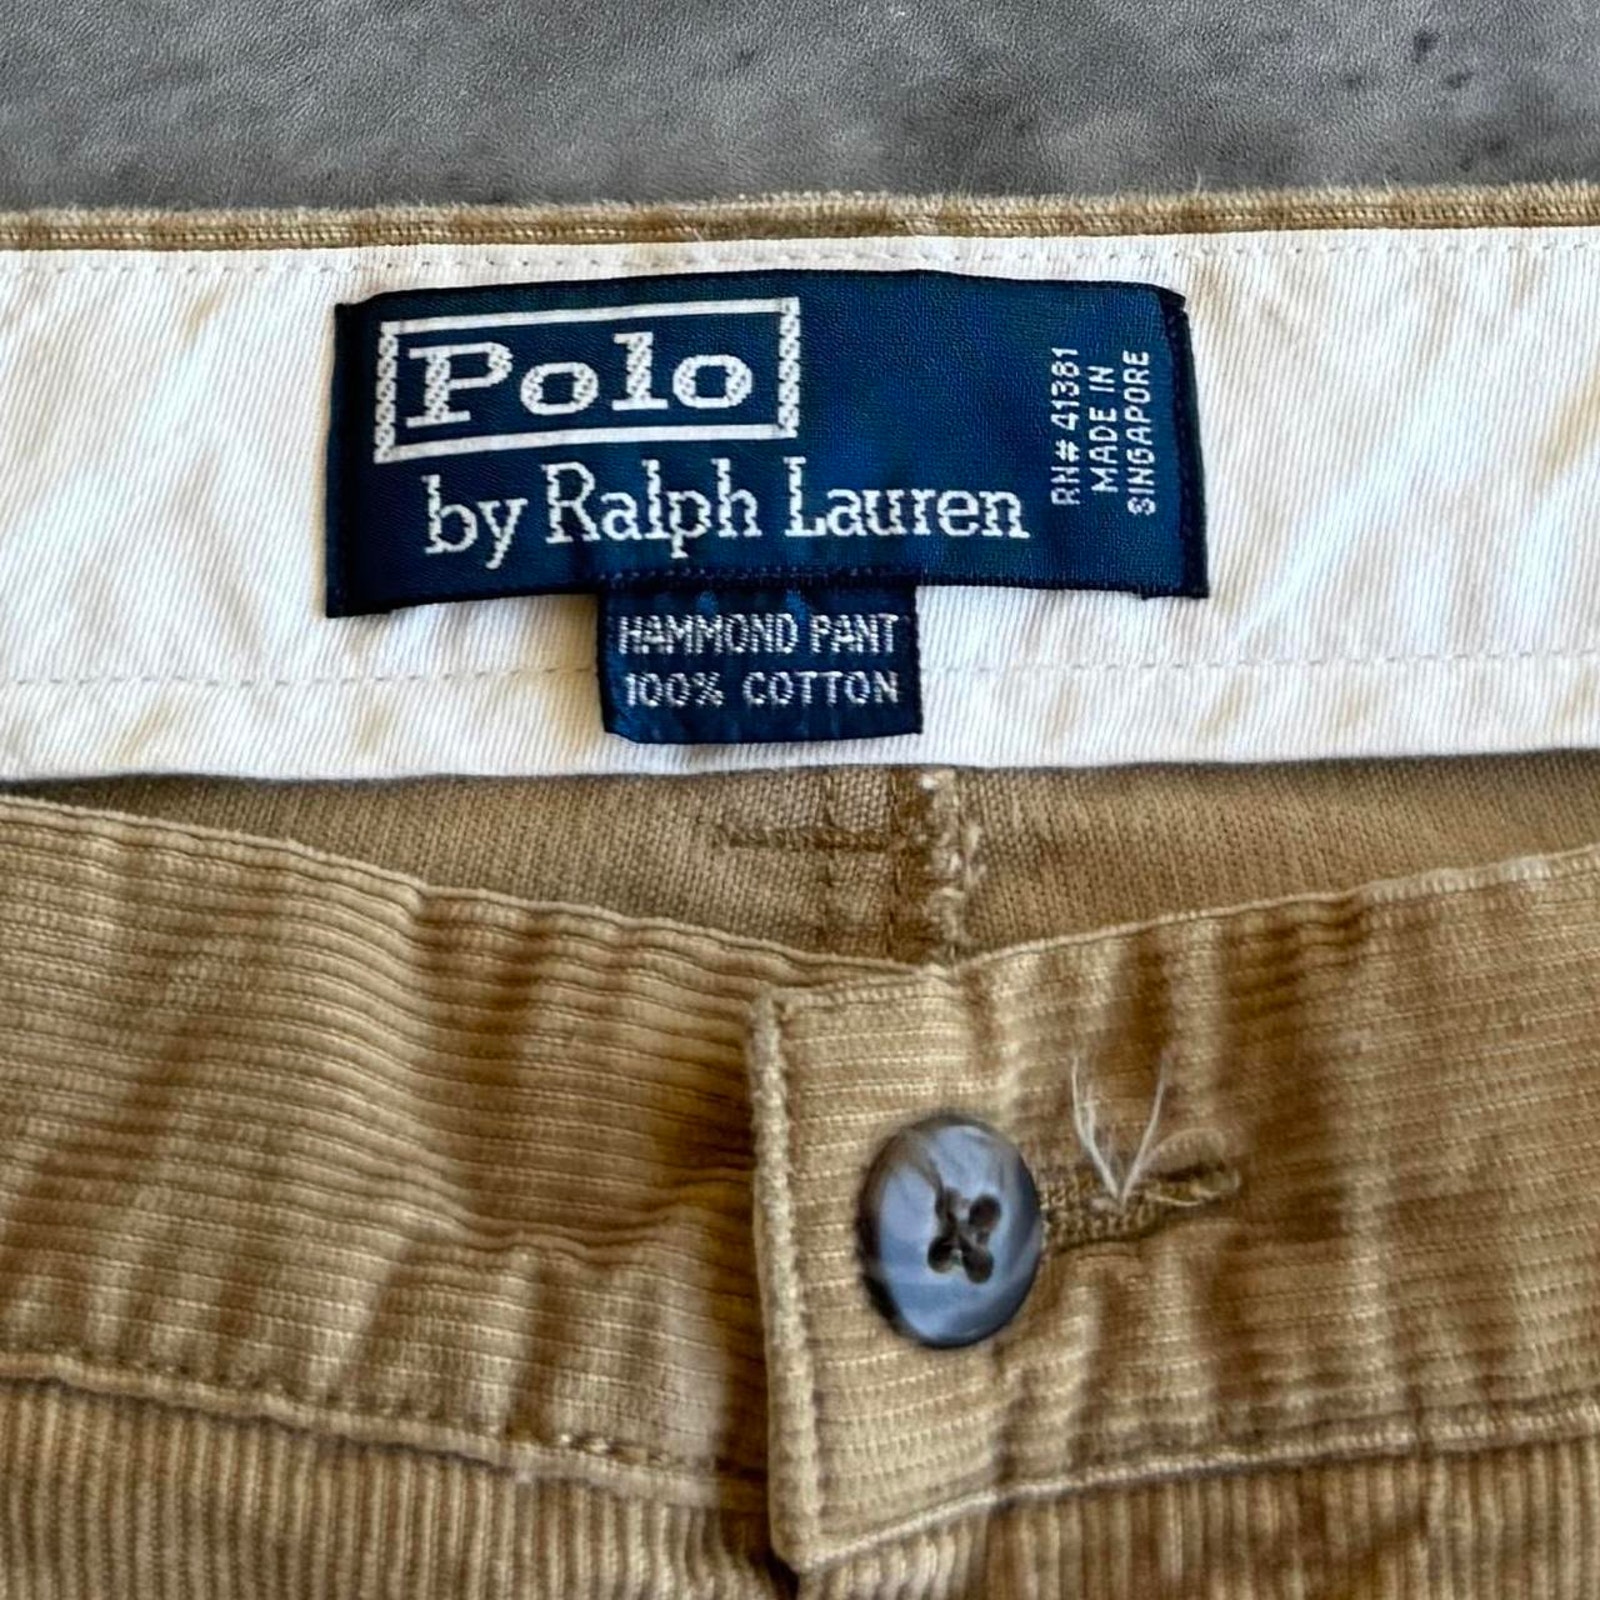 Polo
by Ralph Lauren
RN# 41381
MADE IN
SINGAPORE
HAMMOND PANT
100% COTTON